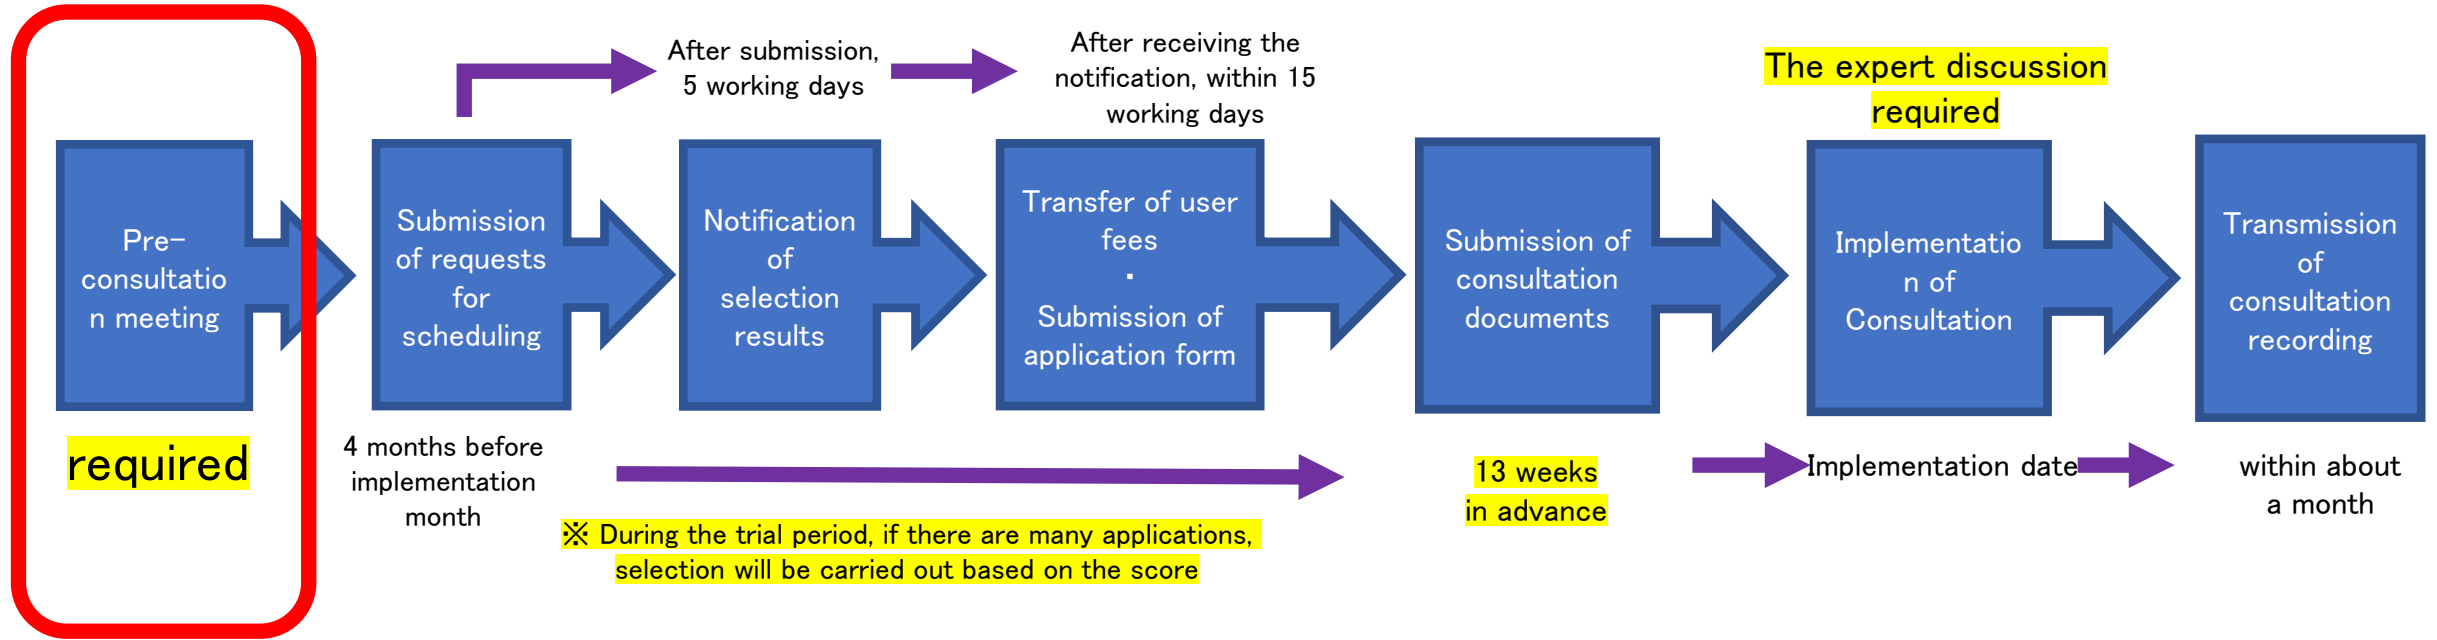 After submission,
5 working days
After receiving the
notification, within 15
working days
The expert discussion
required
Pre-
consultatio
n meeting
Submission
of requests
for
scheduling
Notification
of
selection
results
Transfer of user
fees
・
Submission of
application form
Submission of
consultation
documents
Implementatio
n of
Consultation
Transmission
of
consultation
recording
required
4 months before
implementation
month
※ During the trial period, if there are many applications,
selection will be carried out based on the score
13 weeks
in advance
Implementation date
within about
a month